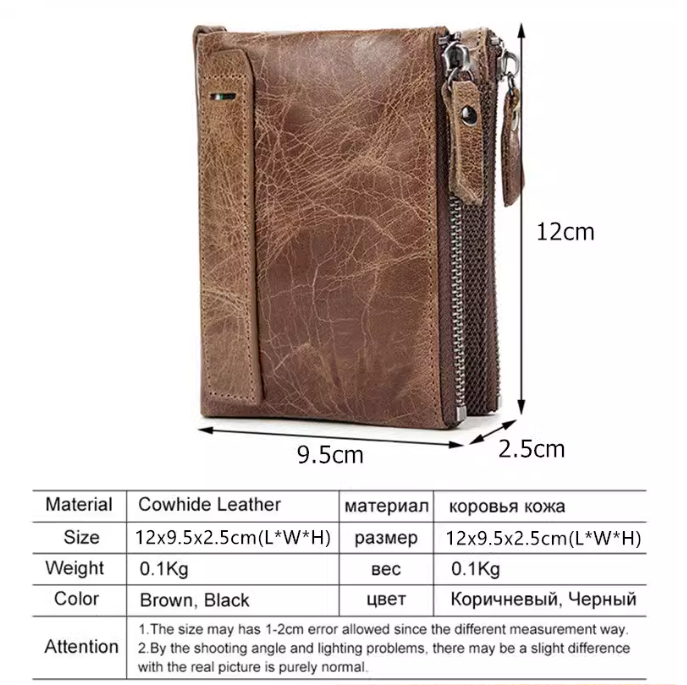 12cm
9.5cm
2.5cm
Material Cowhide Leather материал коровья кожа
Size 12x9.5x2.5cm(L*W*H) размер 12x9.5x2.5cm(L*W*H)
Weight 0.1Kg вес 0.1Kg
Color Brown, Black цвет Коричневый, Черный
Attention
1.The size may has 1-2cm error allowed since the different measurement way.
2.By the shooting angle and lighting problems, there may be a slight difference
with the real picture is purely normal.